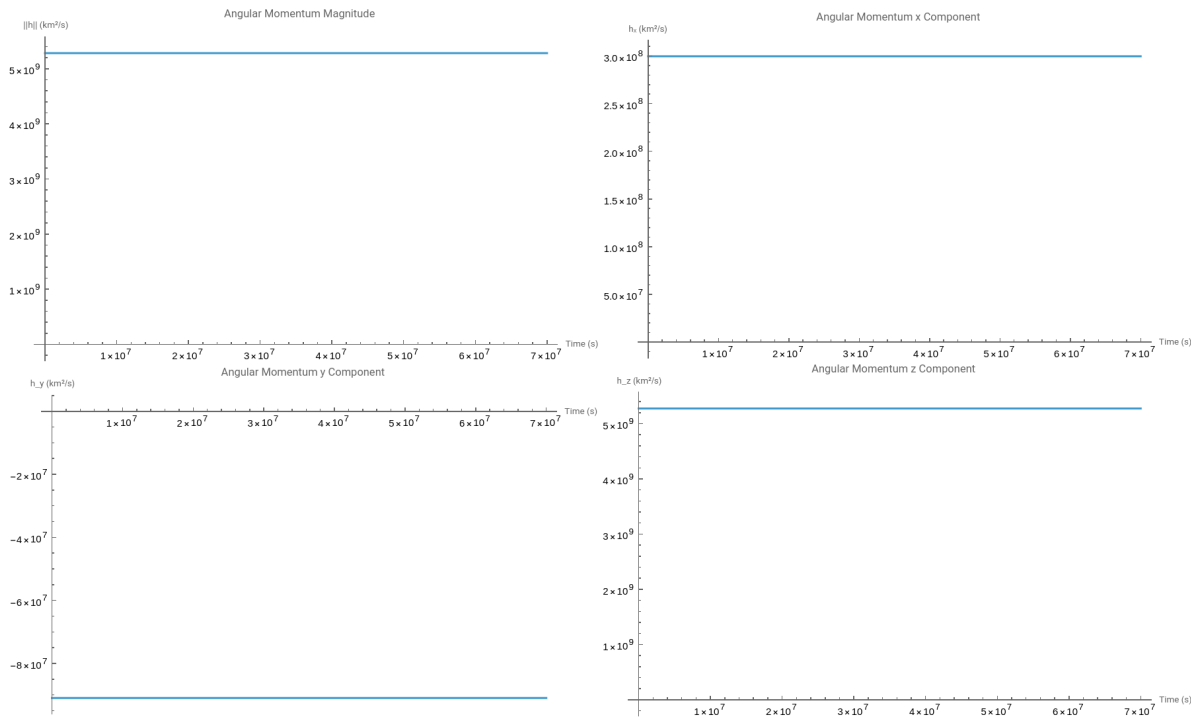 Angular Momentum Magnitude
||h|| (km²/s)
5×10⁹
4×10⁹
3×10⁹
2×10⁹
1×10⁹
1×10⁷ 2×10⁷ 3×10⁷ 4×10⁷ 5×10⁷ 6×10⁷ 7×10⁷
Time (s)
Angular Momentum x Component
hₓ (km²/s)
3.0×10⁸
2.5×10⁸
2.0×10⁸
1.5×10⁸
1.0×10⁸
5.0×10⁷
1×10⁷ 2×10⁷ 3×10⁷ 4×10⁷ 5×10⁷ 6×10⁷ 7×10⁷
Time (s)
Angular Momentum y Component
h_y (km²/s)
Time (s)
1×10⁷ 2×10⁷ 3×10⁷ 4×10⁷ 5×10⁷ 6×10⁷ 7×10⁷
−2×10⁷
−4×10⁷
−6×10⁷
−8×10⁷
Angular Momentum z Component
h_z (km²/s)
5×10⁹
4×10⁹
3×10⁹
2×10⁹
1×10⁹
1×10⁷ 2×10⁷ 3×10⁷ 4×10⁷ 5×10⁷ 6×10⁷ 7×10⁷
Time (s)